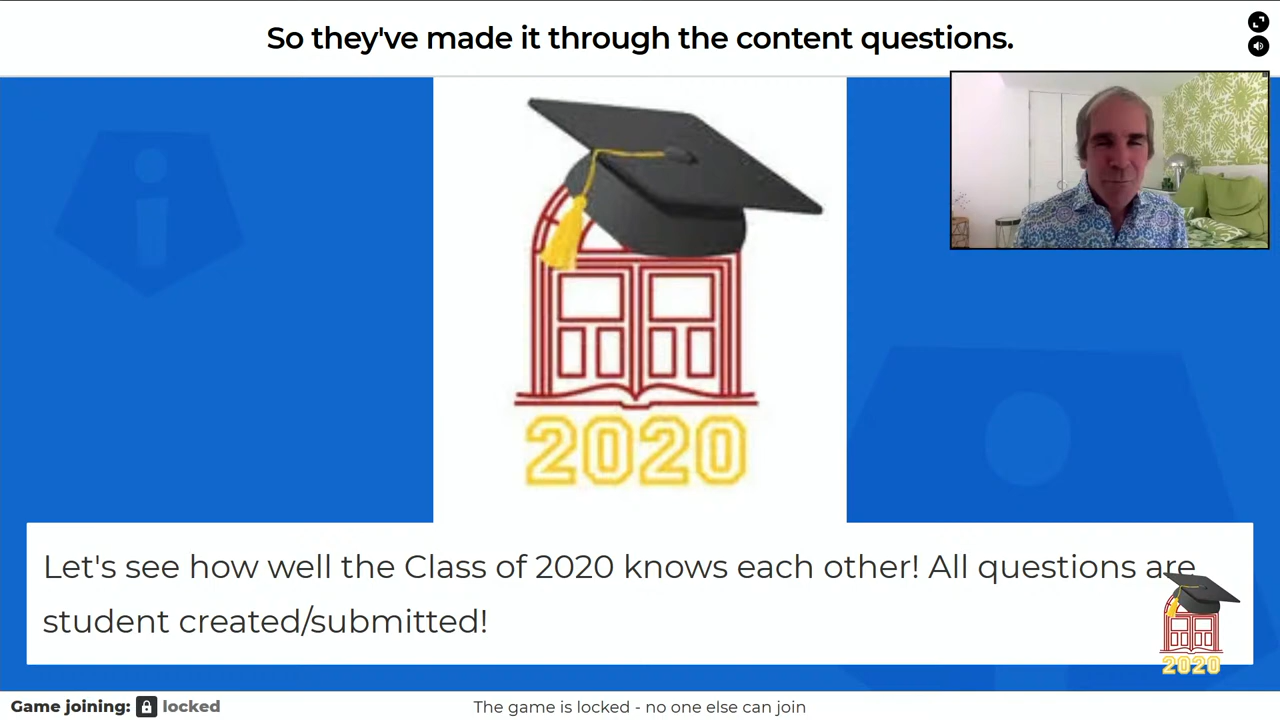 So they've made it through the content questions.
2020
Let's see how well the Class of 2020 knows each other! All questions are
student created/submitted!
2020
Game joining: locked
The game is locked - no one else can join